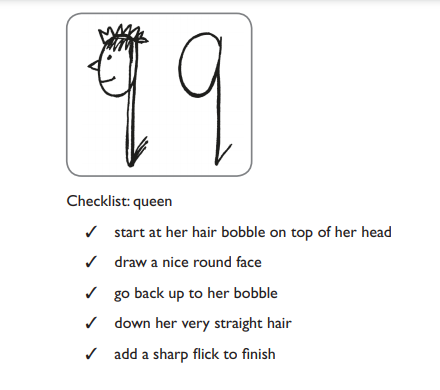 q
Checklist: queen
✓ start at her hair bobble on top of her head
✓ draw a nice round face
✓ go back up to her bobble
✓ down her very straight hair
✓ add a sharp flick to finish